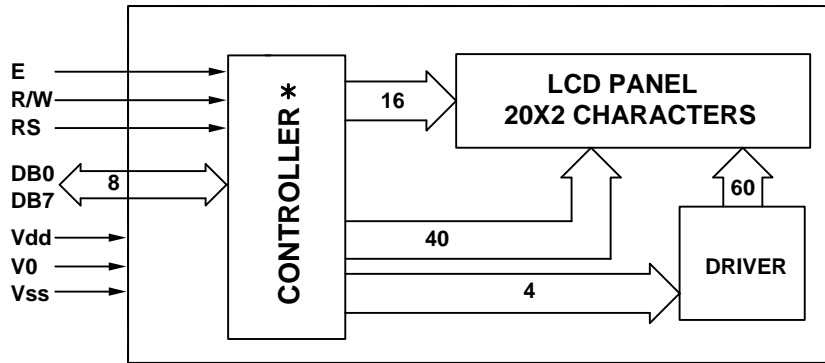 E
R/W
RS
DB0
DB7
8
Vdd
V0
Vss
CONTROLLER*
16
LCD PANEL
20X2 CHARACTERS
40
60
4
DRIVER